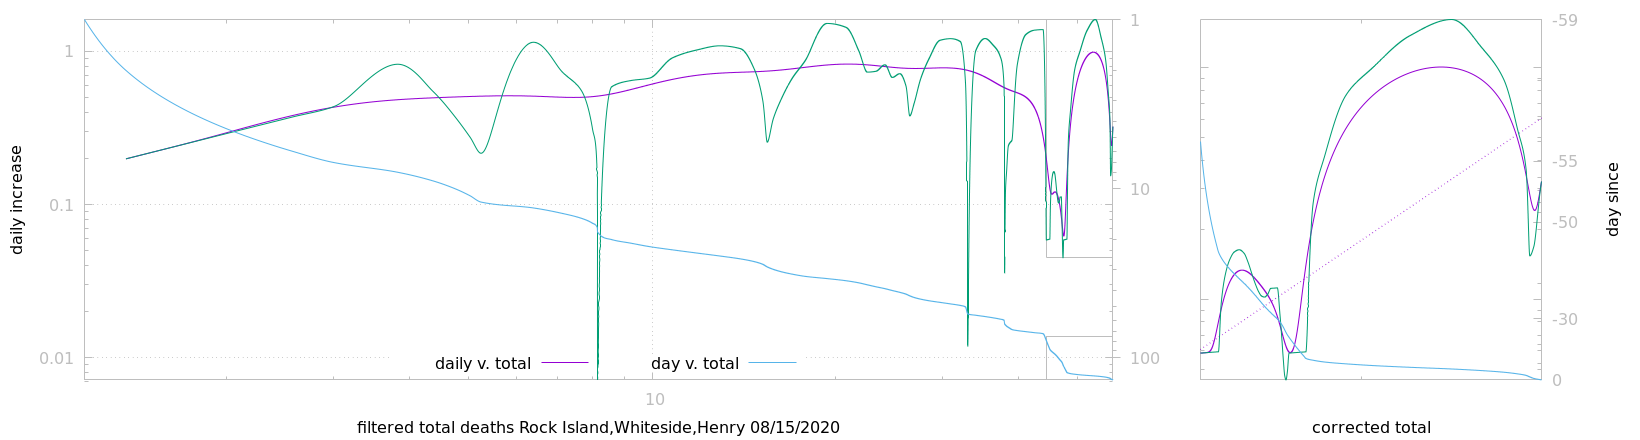 1
0.1
0.01
daily increase
daily v. total
day v. total
10
filtered total deaths Rock Island,Whiteside,Henry 08/15/2020
1
10
100
-59
-55
-50
-30
0
day since
corrected total